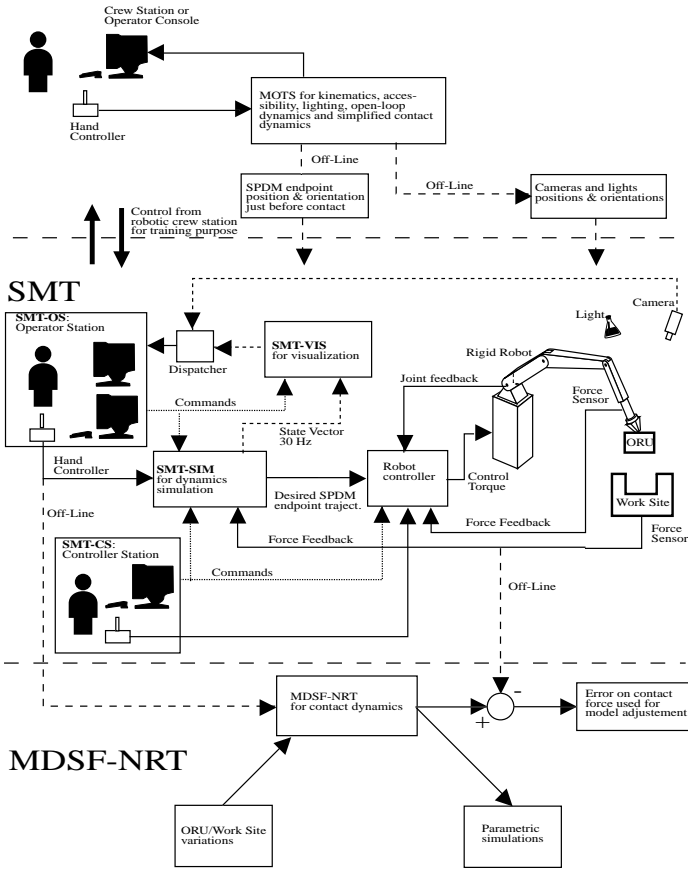 Crew Station or
Operator Console
MOTS for kinematics, acces-
sibility, lighting, open-loop
dynamics and simplified contact
dynamics
Hand
Controller
Off-Line
SPDM endpoint
position & orientation
just before contact
Off-Line
Cameras and lights
positions & orientations
Control from
robotic crew station
for training purpose
SMT
SMT-OS:
Operator Station
Dispatcher
SMT-VIS
for visualization
Light
Camera
Rigid Robot
Joint feedback
Force
Sensor
Commands
State Vector
30 Hz
ORU
Hand
Controller
SMT-SIM
for dynamics
simulation
Robot
controller
Control
Torque
Desired SPDM
endpoint traject.
Work Site
Off-Line
Force Feedback
Force Feedback
Force
Sensor
SMT-CS:
Controller Station
Commands
Off-Line
MDSF-NRT
for contact dynamics
-
+
Error on contact
force used for
model adjustement
MDSF-NRT
ORU/Work Site
variations
Parametric
simulations